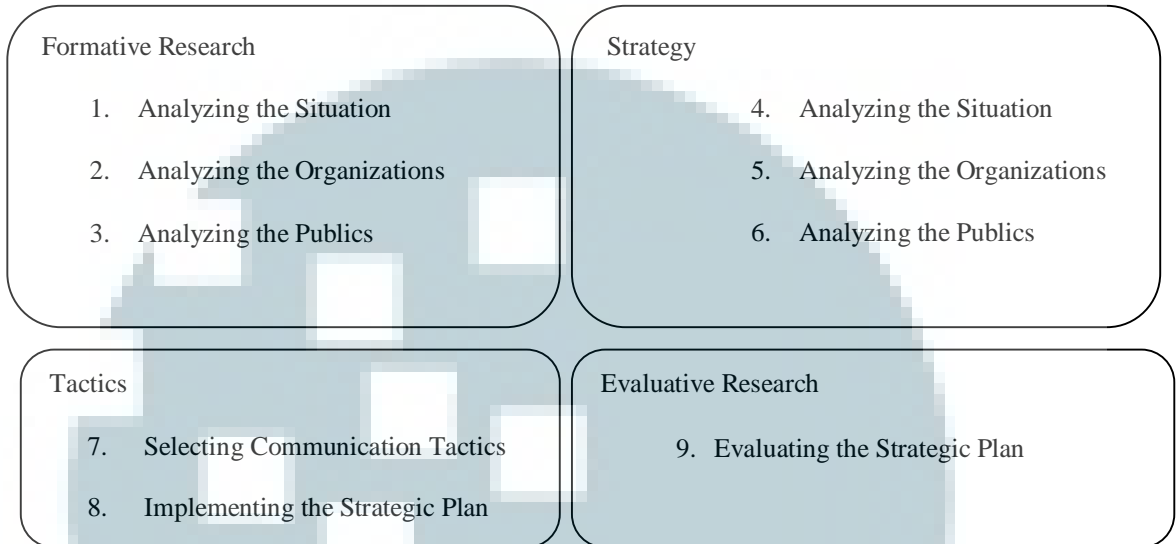 Formative Research
1. Analyzing the Situation
2. Analyzing the Organizations
3. Analyzing the Publics
Strategy
4. Analyzing the Situation
5. Analyzing the Organizations
6. Analyzing the Publics
Tactics
7. Selecting Communication Tactics
8. Implementing the Strategic Plan
Evaluative Research
9. Evaluating the Strategic Plan